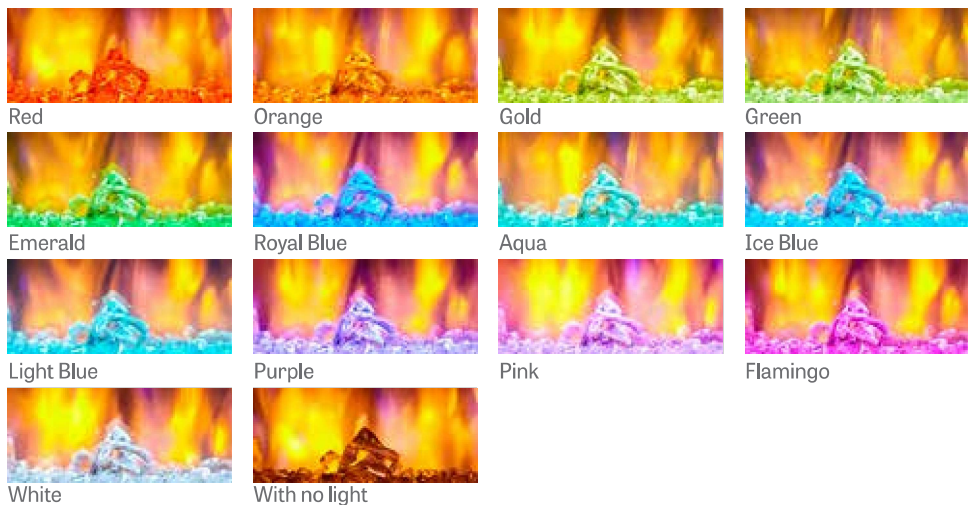 Red
Orange
Gold
Green
Emerald
Royal Blue
Aqua
Ice Blue
Light Blue
Purple
Pink
Flamingo
White
With no light